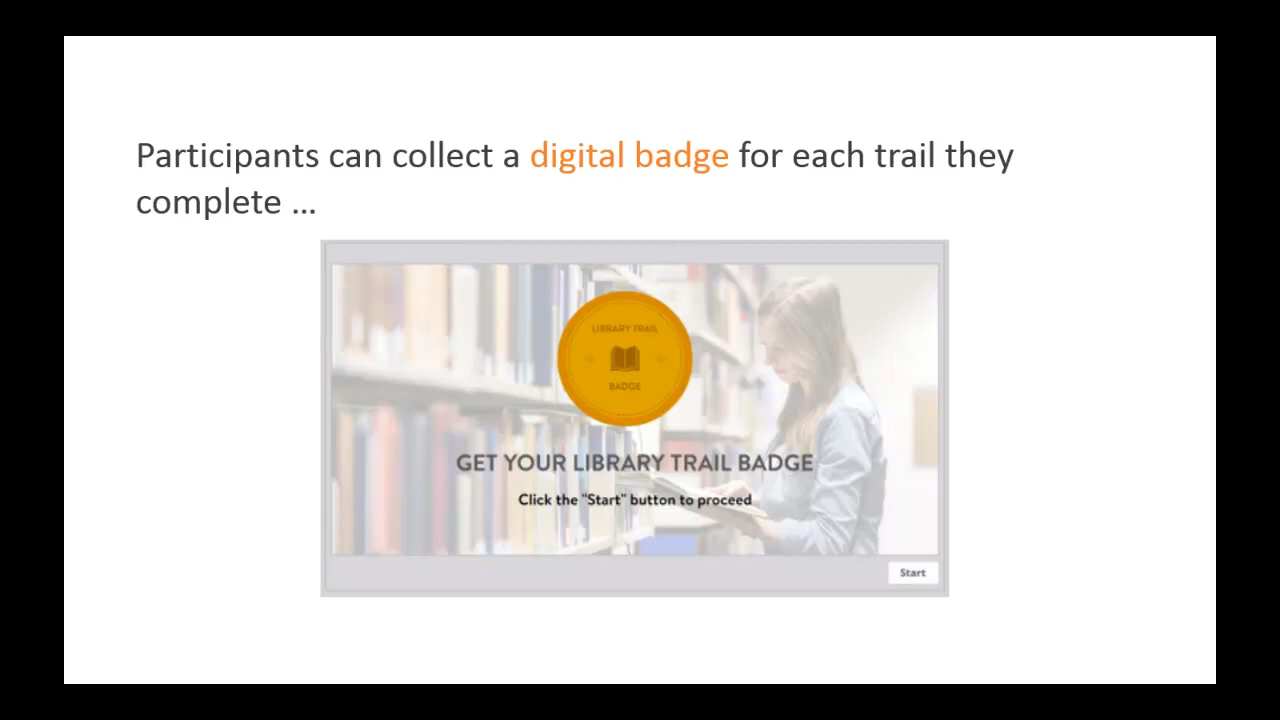 Participants can collect a digital badge for each trail they
complete ...
LIBRARY TRAIL
BADGE
GET YOUR LIBRARY TRAIL BADGE
Click the "Start" button to proceed
Start